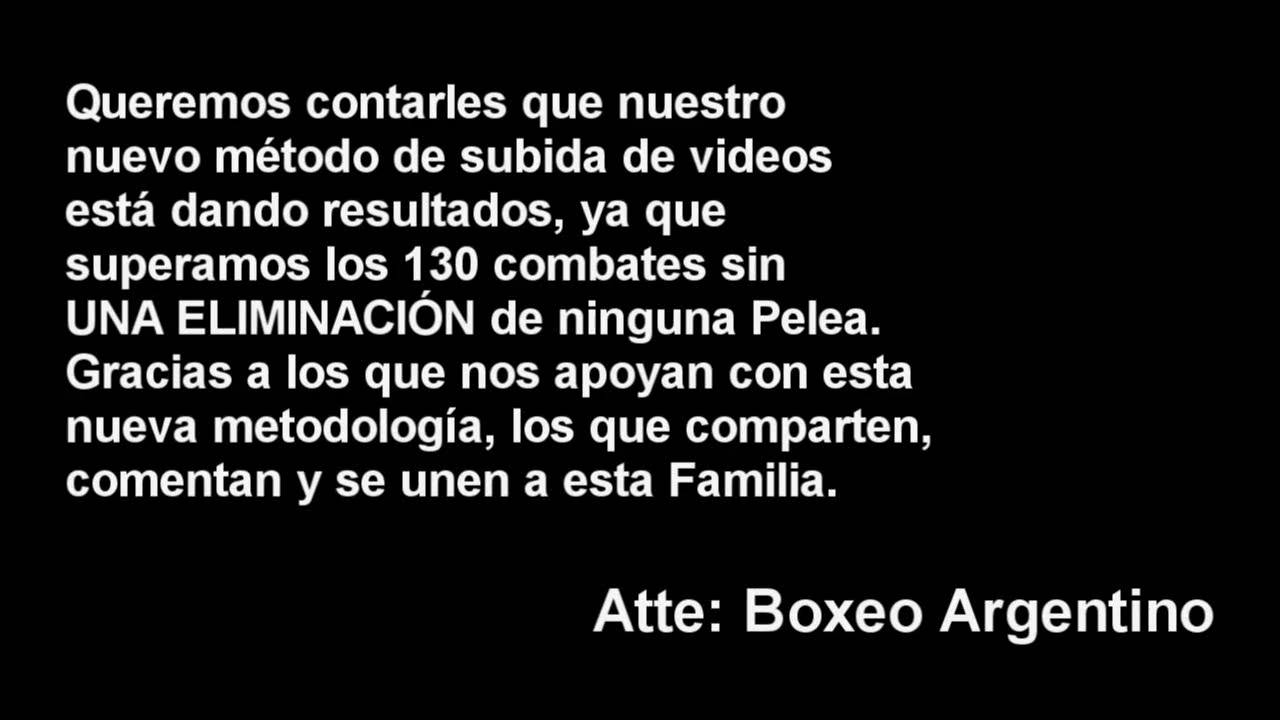 Queremos contarles que nuestro
nuevo método de subida de videos
está dando resultados, ya que
superamos los 130 combates sin
UNA ELIMINACIÓN de ninguna Pelea.
Gracias a los que nos apoyan con esta
nueva metodología, los que comparten,
comentan y se unen a esta Familia.
Atte: Boxeo Argentino